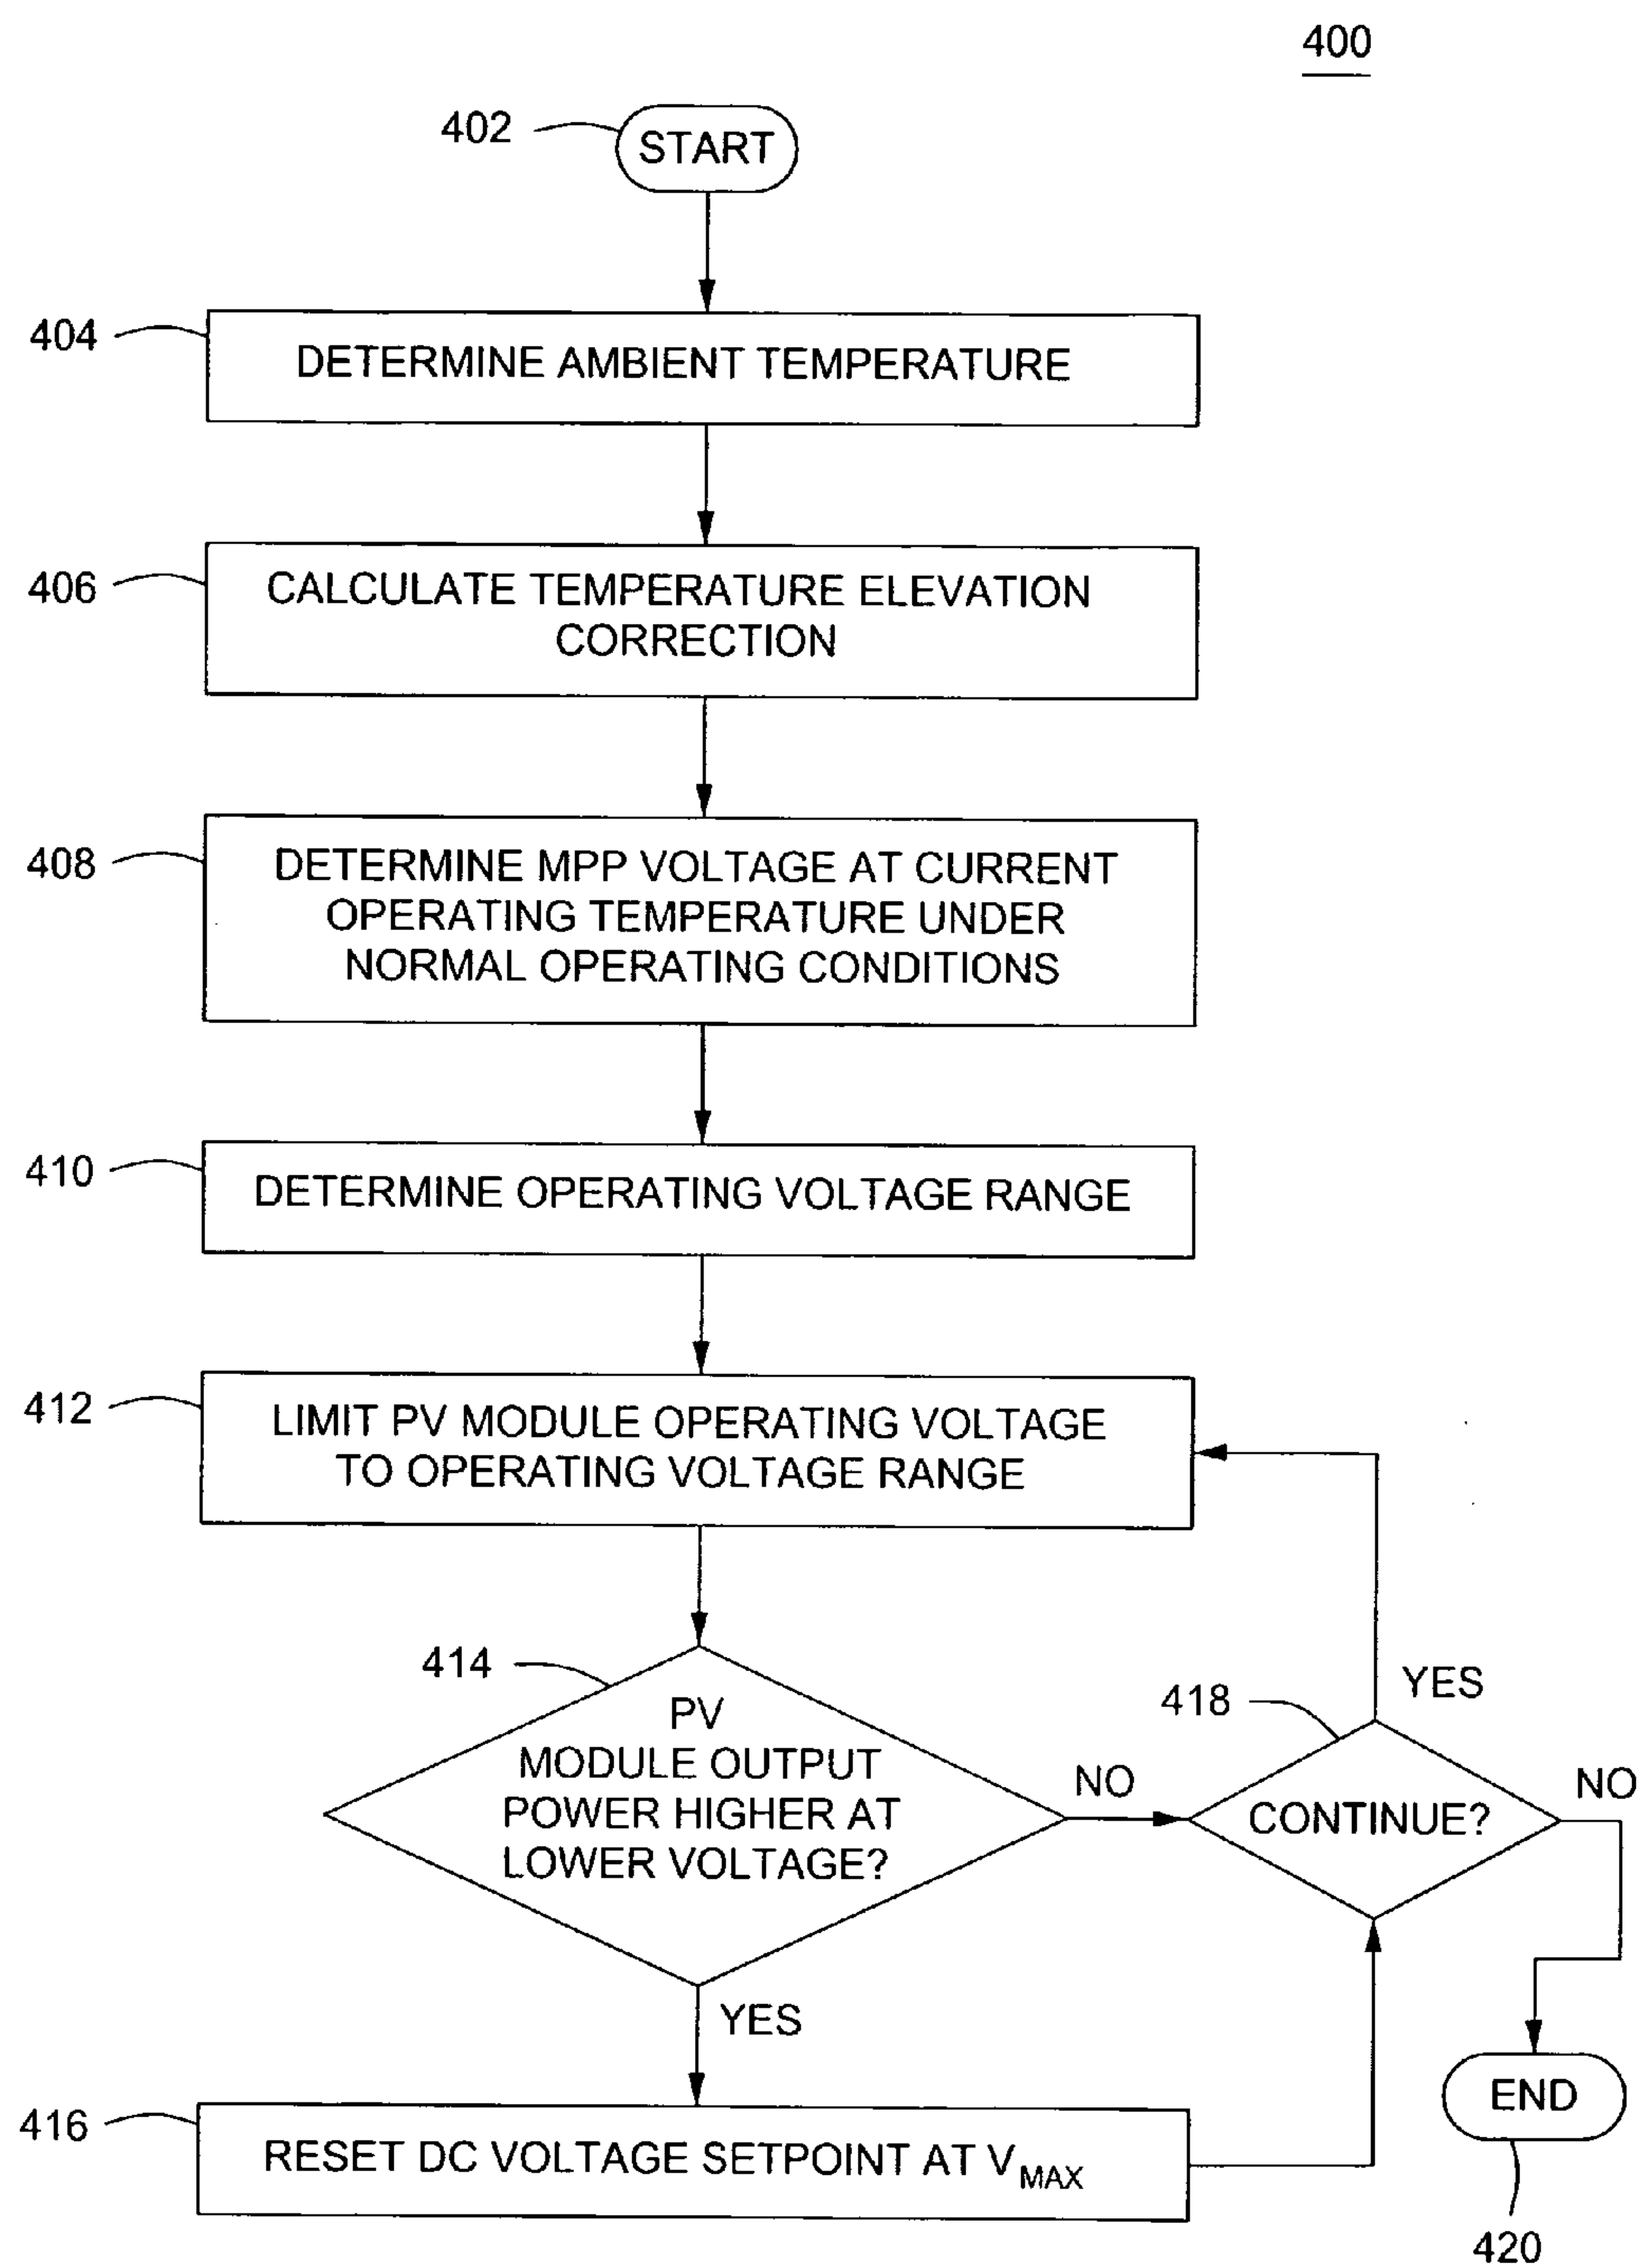 400
402
START
404
DETERMINE AMBIENT TEMPERATURE
406
CALCULATE TEMPERATURE ELEVATION
CORRECTION
408
DETERMINE MPP VOLTAGE AT CURRENT
OPERATING TEMPERATURE UNDER
NORMAL OPERATING CONDITIONS
410
DETERMINE OPERATING VOLTAGE RANGE
412
LIMIT PV MODULE OPERATING VOLTAGE
TO OPERATING VOLTAGE RANGE
414
PV
MODULE OUTPUT
POWER HIGHER AT
LOWER VOLTAGE?
NO
418
YES
CONTINUE?
NO
YES
416
RESET DC VOLTAGE SETPOINT AT VMAX
END
420